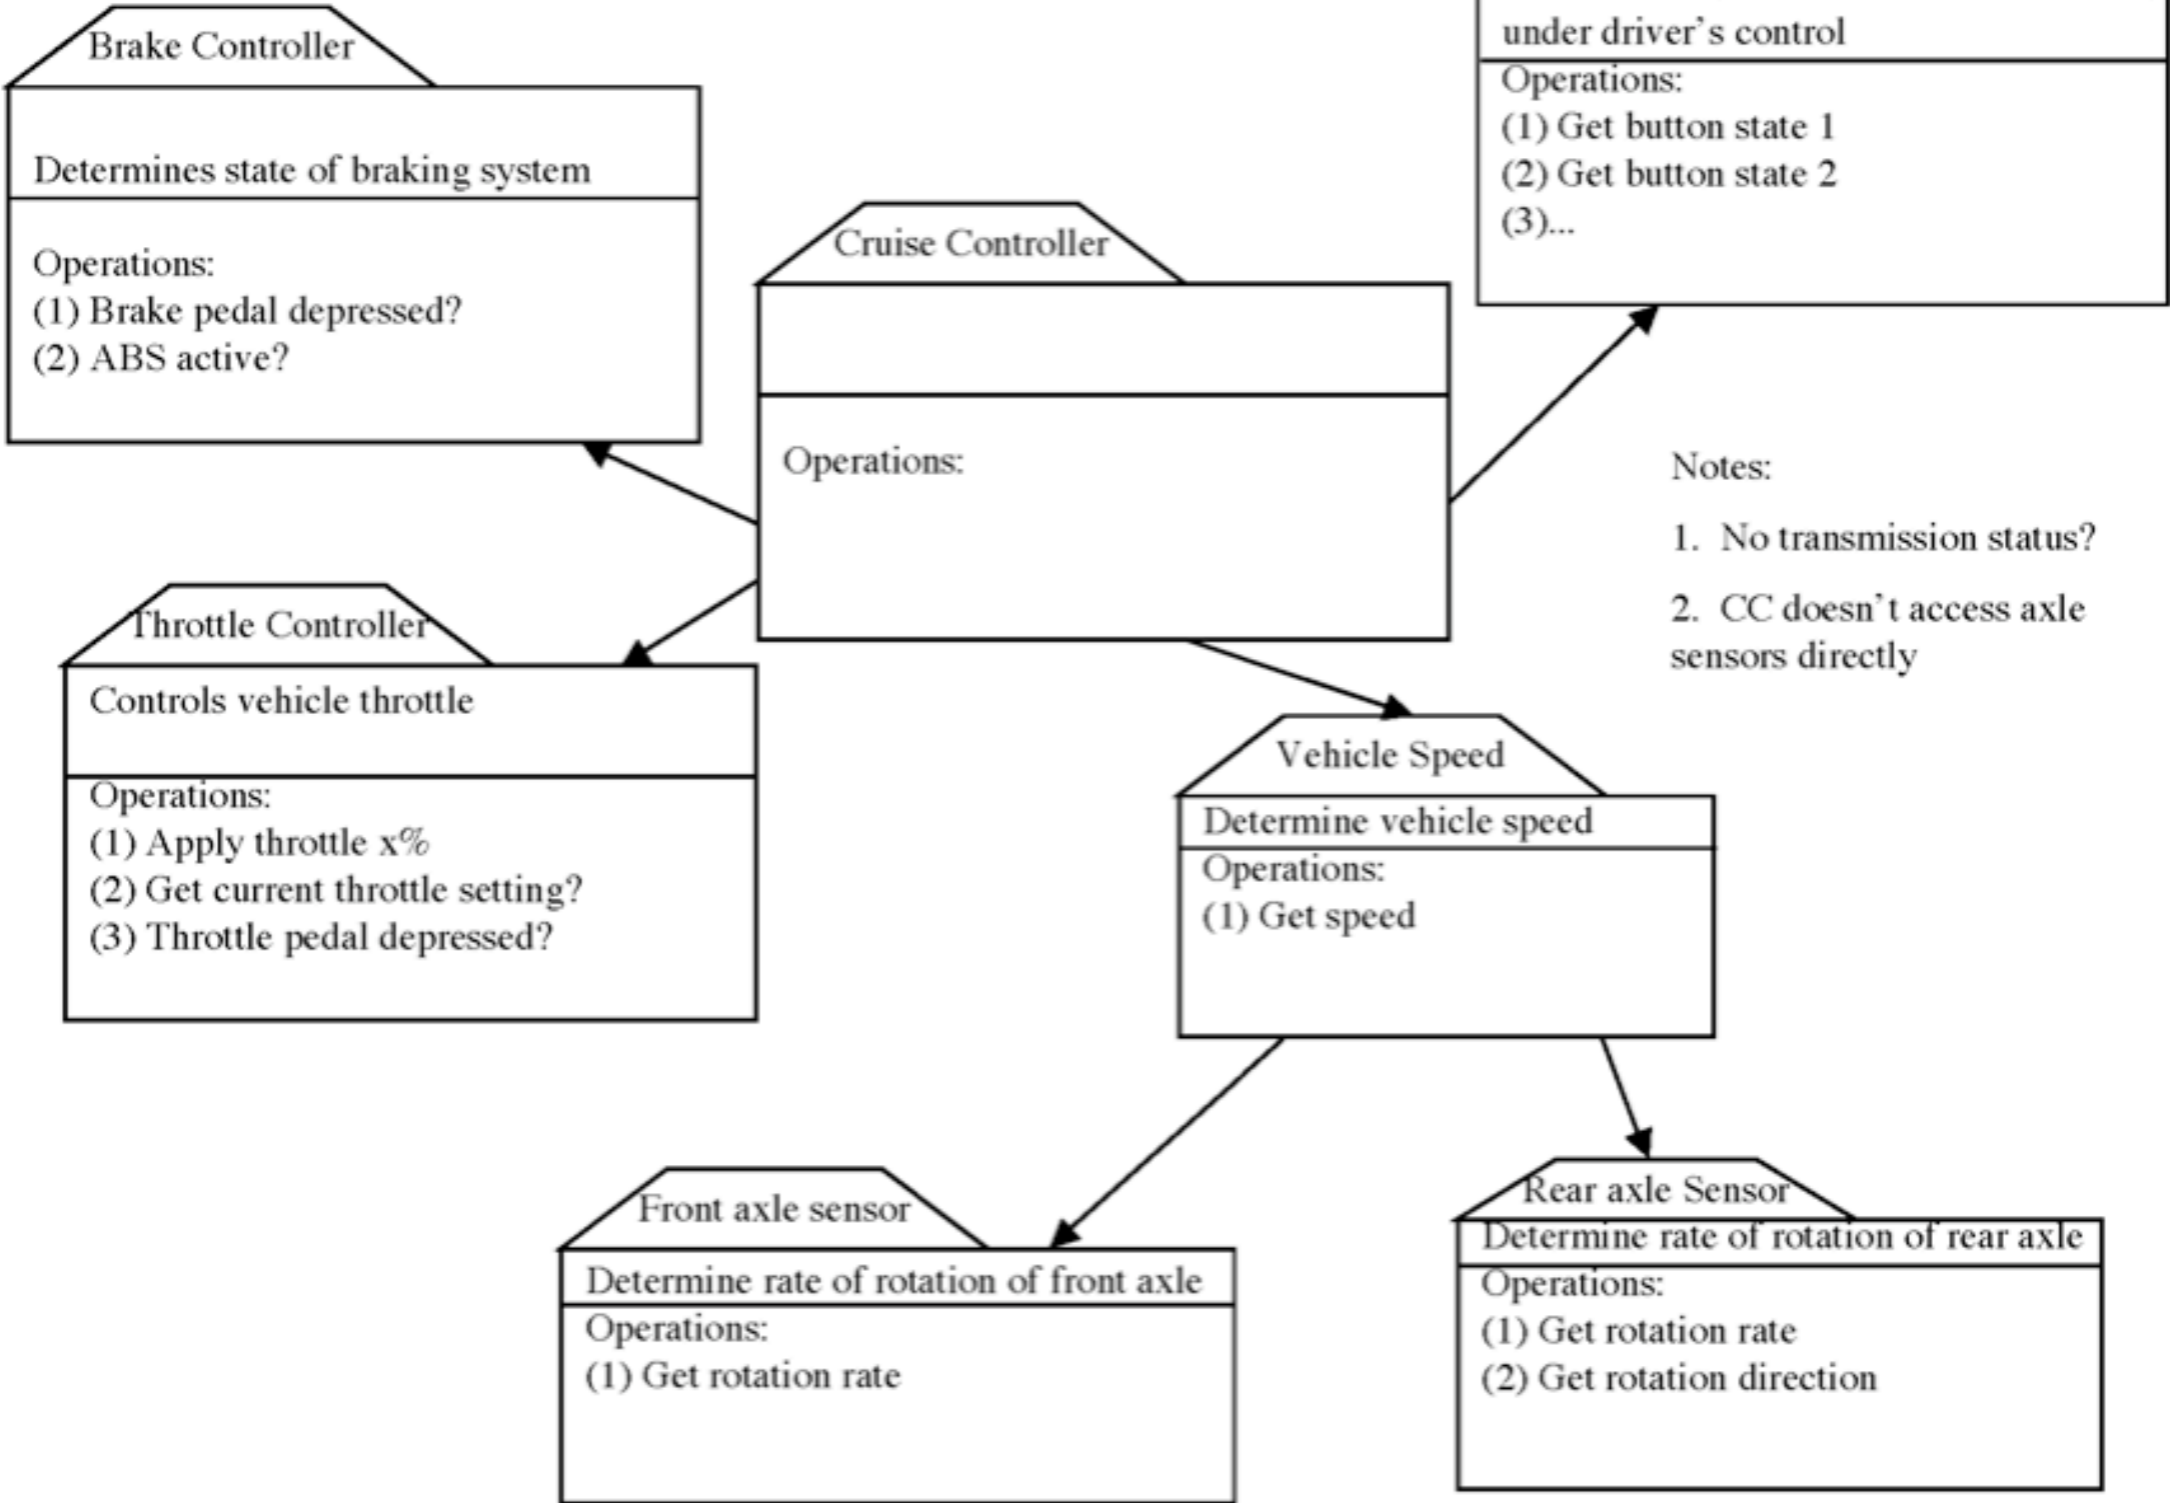 Brake Controller
Determines state of braking system
Operations:
(1) Brake pedal depressed?
(2) ABS active?
under driver's control
Operations:
(1) Get button state 1
(2) Get button state 2
(3)...
Cruise Controller
Operations:
Notes:
1. No transmission status?
2. CC doesn't access axle
sensors directly
Throttle Controller
Controls vehicle throttle
Operations:
(1) Apply throttle x%
(2) Get current throttle setting?
(3) Throttle pedal depressed?
Vehicle Speed
Determine vehicle speed
Operations:
(1) Get speed
Front axle sensor
Determine rate of rotation of front axle
Operations:
(1) Get rotation rate
Rear axle Sensor
Determine rate of rotation of rear axle
Operations:
(1) Get rotation rate
(2) Get rotation direction